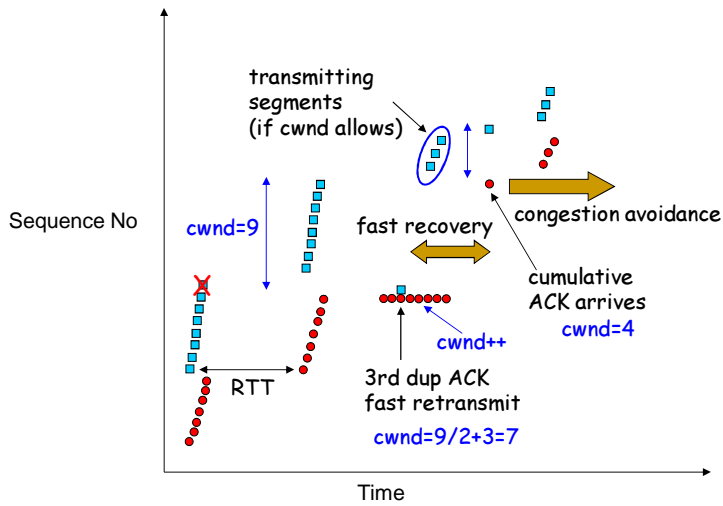 transmitting
segments
(if cwnd allows)
Sequence No
cwnd=9
fast recovery
congestion avoidance
cumulative
ACK arrives
cwnd=4
cwnd++
RTT
3rd dup ACK
fast retransmit
cwnd=9/2+3=7
Time